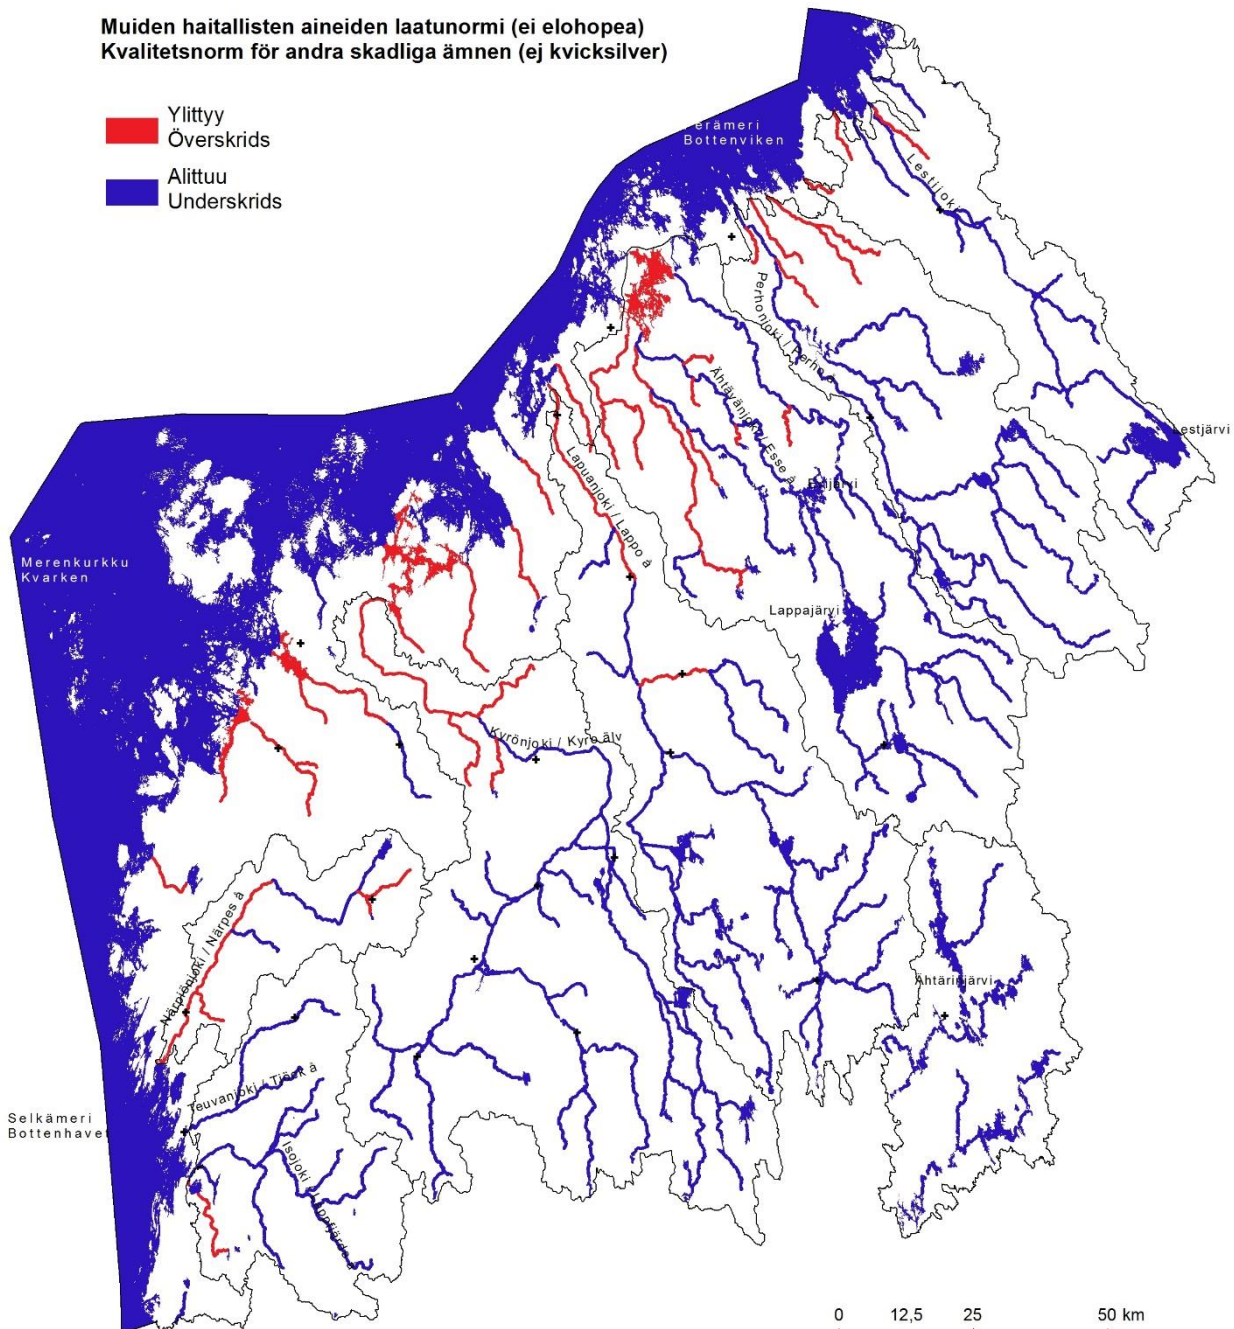 Muiden haitallisten aineiden laatunormi (ei elohopea)
Kvalitetsnorm för andra skadliga ämnen (ej kvicksilver)
Ylittyy
Överskrids
Alittuu
Underskrids
Perämeri
Bottenviken
Lestijoki
Perhonjoki / Perho å
Ähtävänjoki / Esse å
Lestjärvi
Lapuanjoki / Lappo å
Evijärvi
Merenkurkku
Kvarken
Lappajärvi
Kyrönjoki / Kyro älv
Närpiönjoki / Närpes å
Ähtärinjärvi
Teuvanjoki / Tjöck å
Selkämeri
Bottenhavet
Isojoki / Lappfjärds å
0 12,5 25 50 km